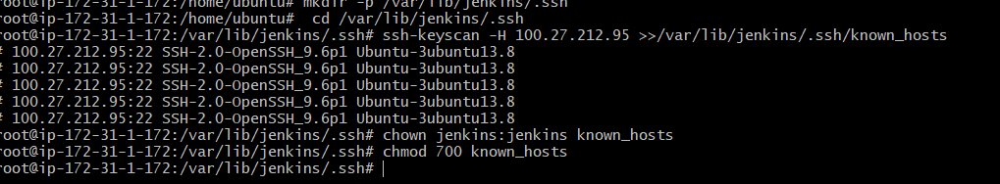 root@ip-172-31-1-172:/home/ubuntu# mkdir -p /var/lib/jenkins/.ssh
root@ip-172-31-1-172:/home/ubuntu#  cd /var/lib/jenkins/.ssh
root@ip-172-31-1-172:/var/lib/jenkins/.ssh# ssh-keyscan -H 100.27.212.95 >>/var/lib/jenkins/.ssh/known_hosts
# 100.27.212.95:22 SSH-2.0-OpenSSH_9.6p1 Ubuntu-3ubuntu13.8
# 100.27.212.95:22 SSH-2.0-OpenSSH_9.6p1 Ubuntu-3ubuntu13.8
# 100.27.212.95:22 SSH-2.0-OpenSSH_9.6p1 Ubuntu-3ubuntu13.8
# 100.27.212.95:22 SSH-2.0-OpenSSH_9.6p1 Ubuntu-3ubuntu13.8
# 100.27.212.95:22 SSH-2.0-OpenSSH_9.6p1 Ubuntu-3ubuntu13.8
root@ip-172-31-1-172:/var/lib/jenkins/.ssh# chown jenkins:jenkins known_hosts
root@ip-172-31-1-172:/var/lib/jenkins/.ssh# chmod 700 known_hosts
root@ip-172-31-1-172:/var/lib/jenkins/.ssh#